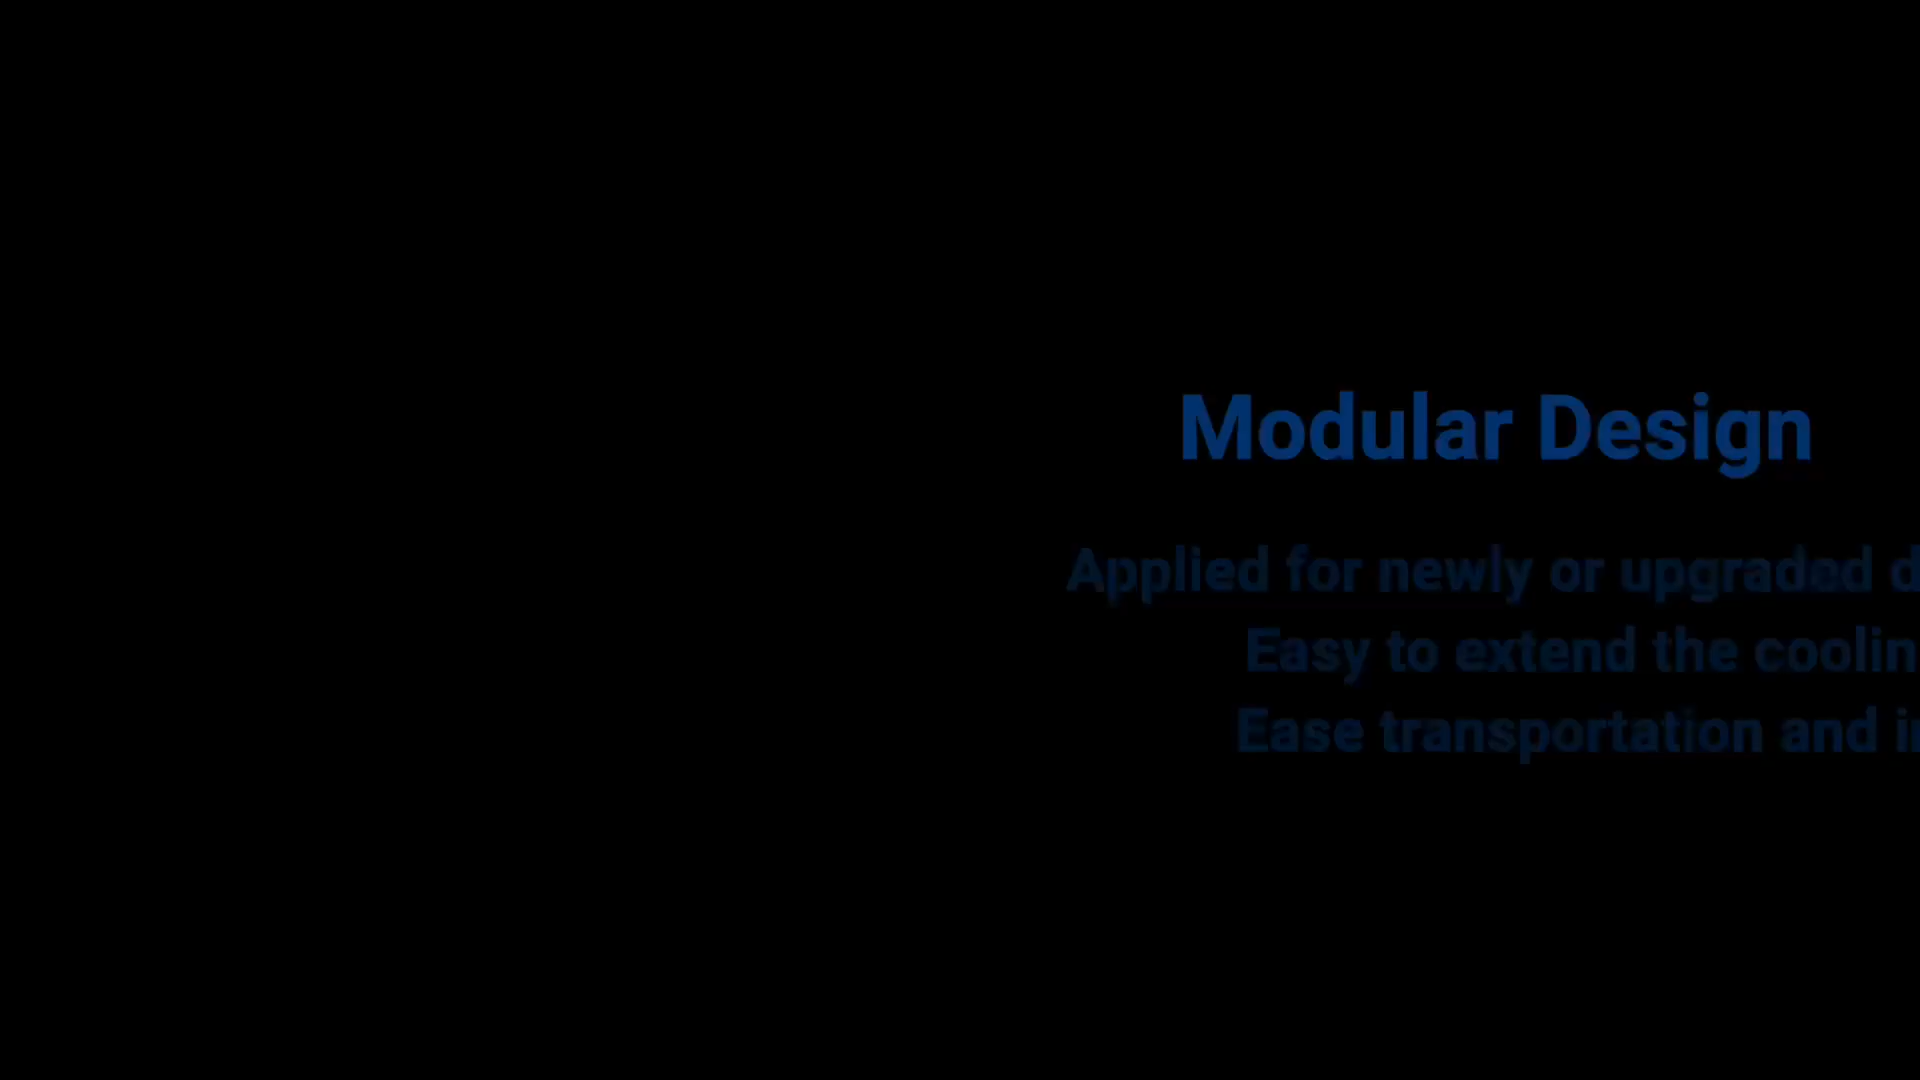 Modular Design
Applied for newly or upgraded
Easy to extend the
Ease transportation and